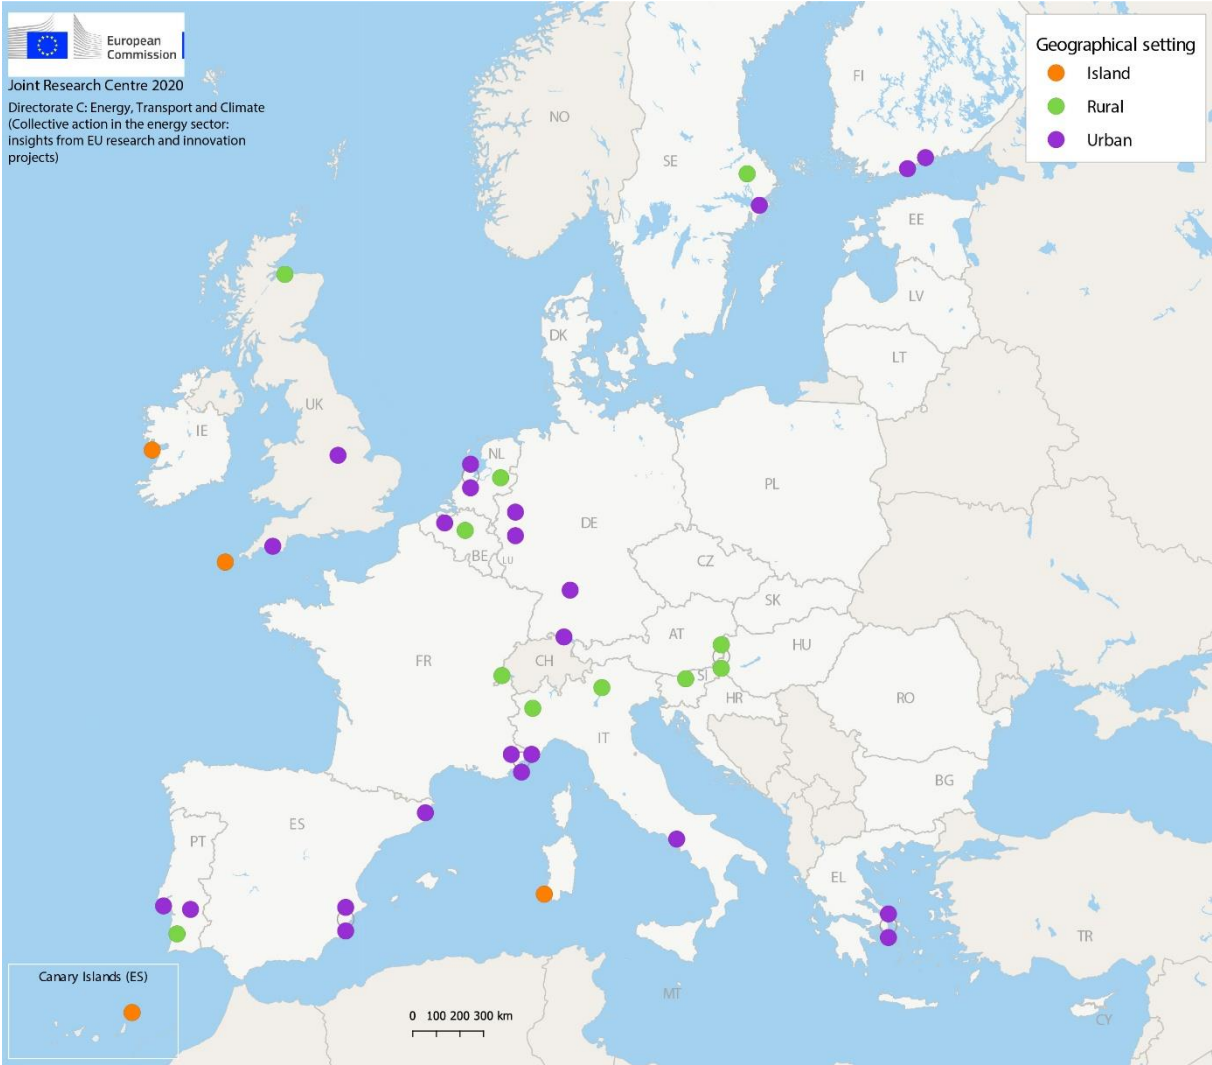 European
Commission
Joint Research Centre 2020
Directorate C: Energy, Transport and Climate
(Collective action in the energy sector:
insights from EU research and innovation
projects)
Geographical setting
Island
Rural
Urban
FI
NO
SE
EE
LV
DK
LT
UK
IE
NL
PL
DE
BE
LU
CZ
SK
AT
HU
FR
CH
SI
HR
RO
IT
BG
ES
PT
EL
TR
Canary Islands (ES)
MT
0 100 200 300 km
CY